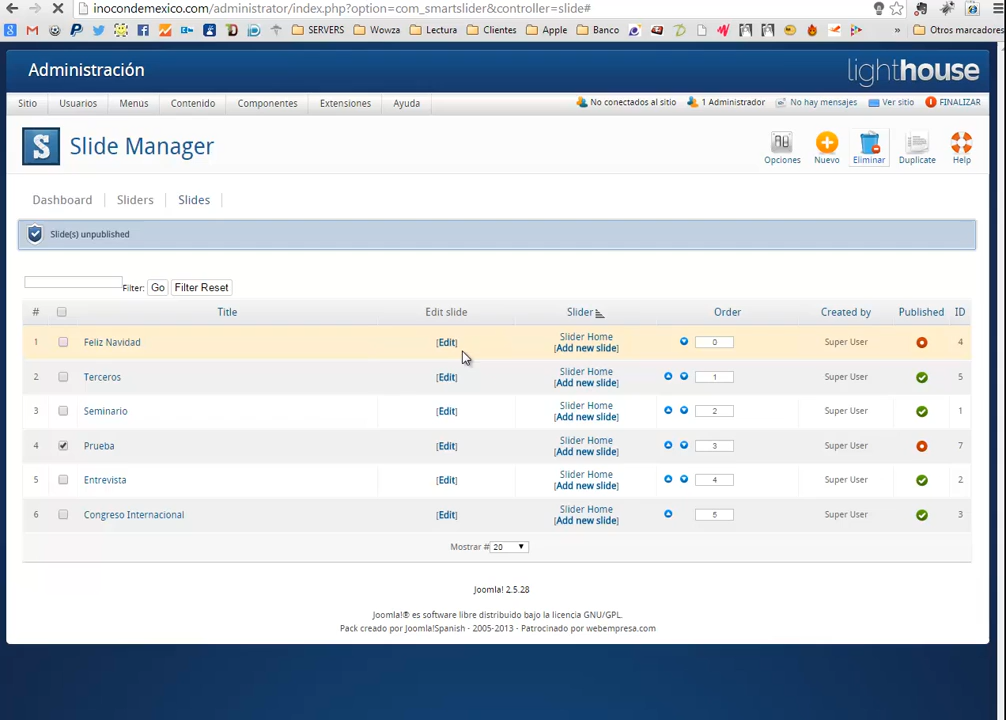 inocondemexico.com/administrator/index.php?option=com_smartslider&controller=slide#
SERVERS Wowza Lectura Clientes Apple Banco » Otros marcadores
Administración lighthouse
Sitio Usuarios Menus Contenido Componentes Extensiones Ayuda No conectados al sitio 1 Administrador No hay mensajes Ver sitio FINALIZAR
S Slide Manager
Opciones Nuevo Eliminar Duplicate Help
Dashboard Sliders Slides
Slide(s) unpublished
Filter: Go Filter Reset
# Title Edit slide Slider Order Created by Published ID
1 Feliz Navidad [Edit] Slider Home [Add new slide] 0 Super User 4
2 Terceros [Edit] Slider Home [Add new slide] 1 Super User 5
3 Seminario [Edit] Slider Home [Add new slide] 2 Super User 1
4 Prueba [Edit] Slider Home [Add new slide] 3 Super User 7
5 Entrevista [Edit] Slider Home [Add new slide] 4 Super User 2
6 Congreso Internacional [Edit] Slider Home [Add new slide] 5 Super User 3
Mostrar # 20
Joomla! 2.5.28
Joomla!® es software libre distribuido bajo la licencia GNU/GPL.
Pack creado por Joomla!Spanish - 2005-2013 - Patrocinado por webempresa.com